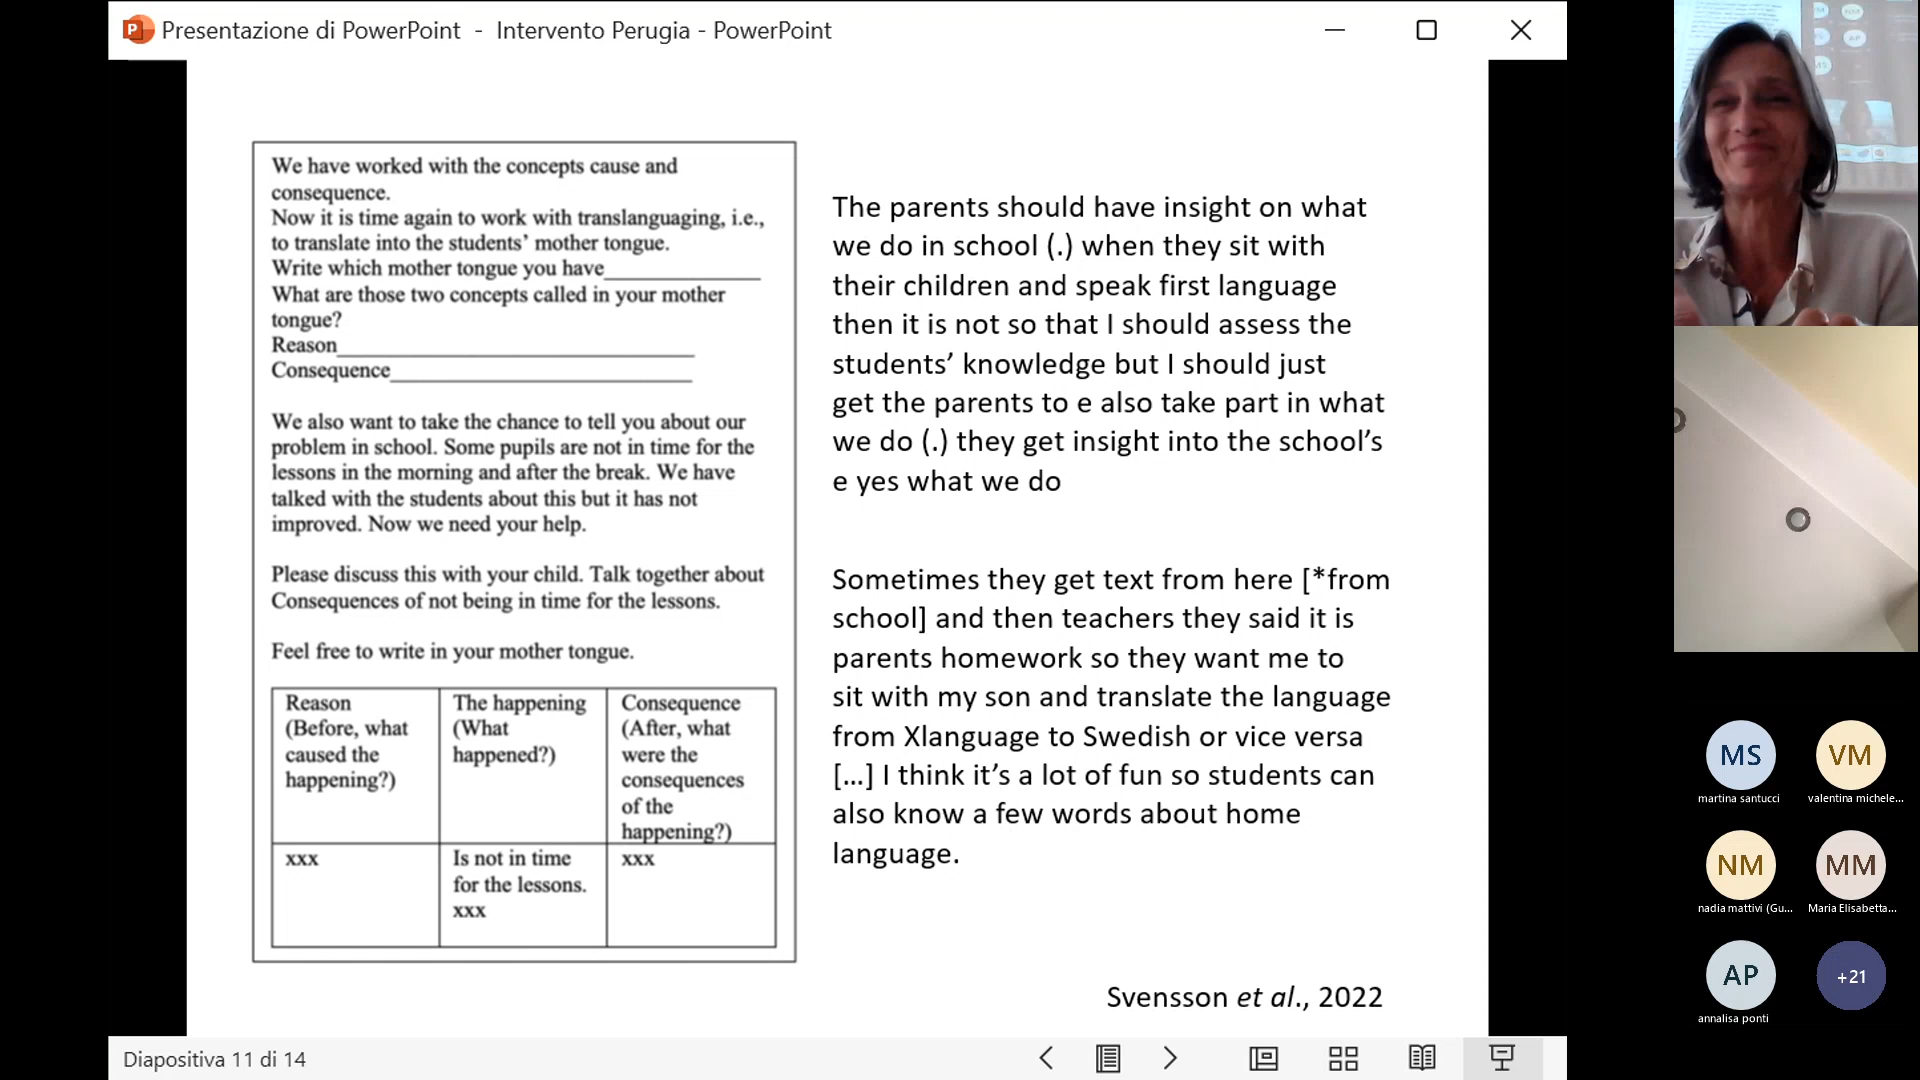 Presentazione di PowerPoint - Intervento Perugia - PowerPoint
We have worked with the concepts cause and
consequence.
Now it is time again to work with translanguaging, i.e.,
to translate into the students’ mother tongue.
Write which mother tongue you have
What are those two concepts called in your mother
tongue?
Reason
Consequence
We also want to take the chance to tell you about our
problem in school. Some pupils are not in time for the
lessons in the morning and after the break. We have
talked with the students about this but it has not
improved. Now we need your help.
Please discuss this with your child. Talk together about
Consequences of not being in time for the lessons.
Feel free to write in your mother tongue.
Reason
(Before, what
caused the
happening?)
The happening
(What
happened?)
Consequence
(After, what
were the
consequences
of the
happening?)
xxx
Is not in time
for the lessons.
xxx
xxx
The parents should have insight on what
we do in school (.) when they sit with
their children and speak first language
then it is not so that I should assess the
students’ knowledge but I should just
get the parents to e also take part in what
we do (.) they get insight into the school’s
e yes what we do
Sometimes they get text from here [*from
school] and then teachers they said it is
parents homework so they want me to
sit with my son and translate the language
from Xlanguage to Swedish or vice versa
[...] I think it’s a lot of fun so students can
also know a few words about home
language.
Svensson et al., 2022
Diapositiva 11 di 14
MS
martina santucci
VM
valentina michele...
NM
nadia mattivi (Gu...
MM
Maria Elisabetta...
AP
annalisa ponti
+21